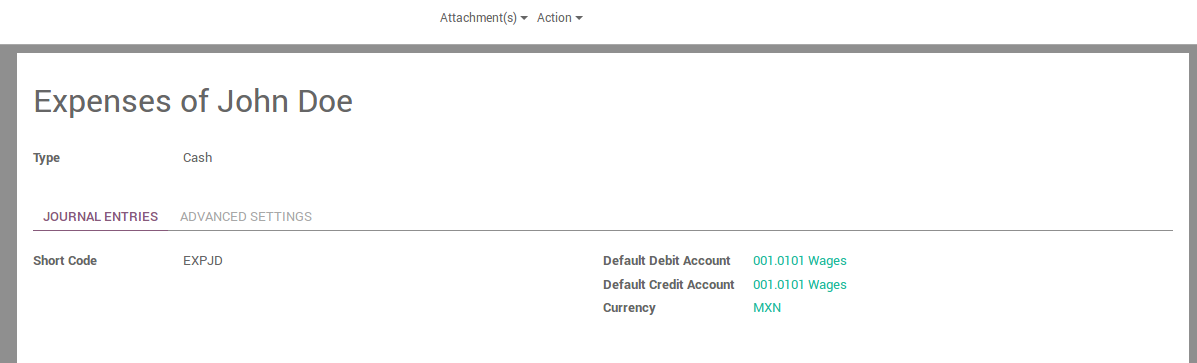 Attachment(s) Action
Expenses of John Doe
Type Cash
JOURNAL ENTRIES ADVANCED SETTINGS
Short Code EXPJD Default Debit Account 001.0101 Wages
Default Credit Account 001.0101 Wages
Currency MXN